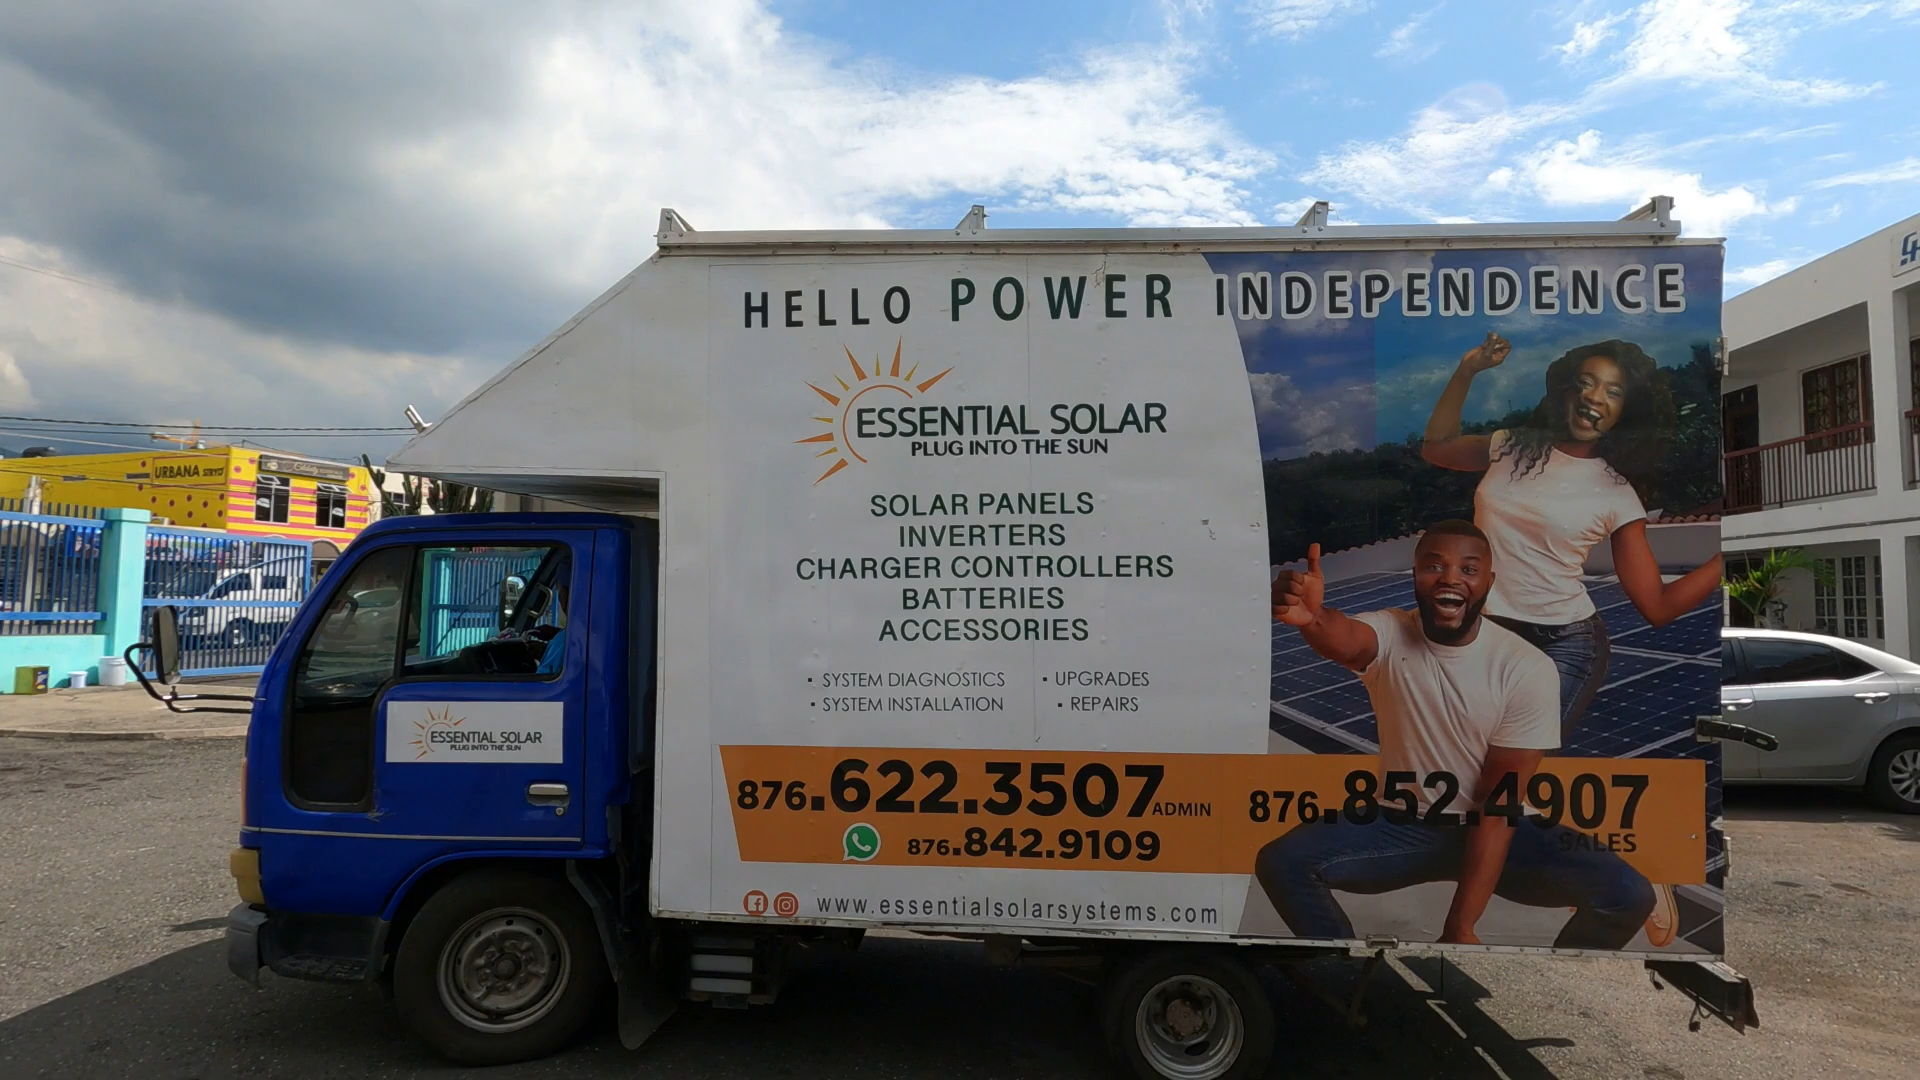 HELLO POWER INDEPENDENCE
ESSENTIAL SOLAR
PLUG INTO THE SUN
SOLAR PANELS
INVERTERS
CHARGER CONTROLLERS
BATTERIES
ACCESSORIES
▪ SYSTEM DIAGNOSTICS ▪ UPGRADES
▪ SYSTEM INSTALLATION ▪ REPAIRS
876.622.3507 ADMIN
876.852.4907 SALES
876.842.9109
www.essentialsolarsystems.com
ESSENTIAL SOLAR
PLUG INTO THE SUN
URBANA